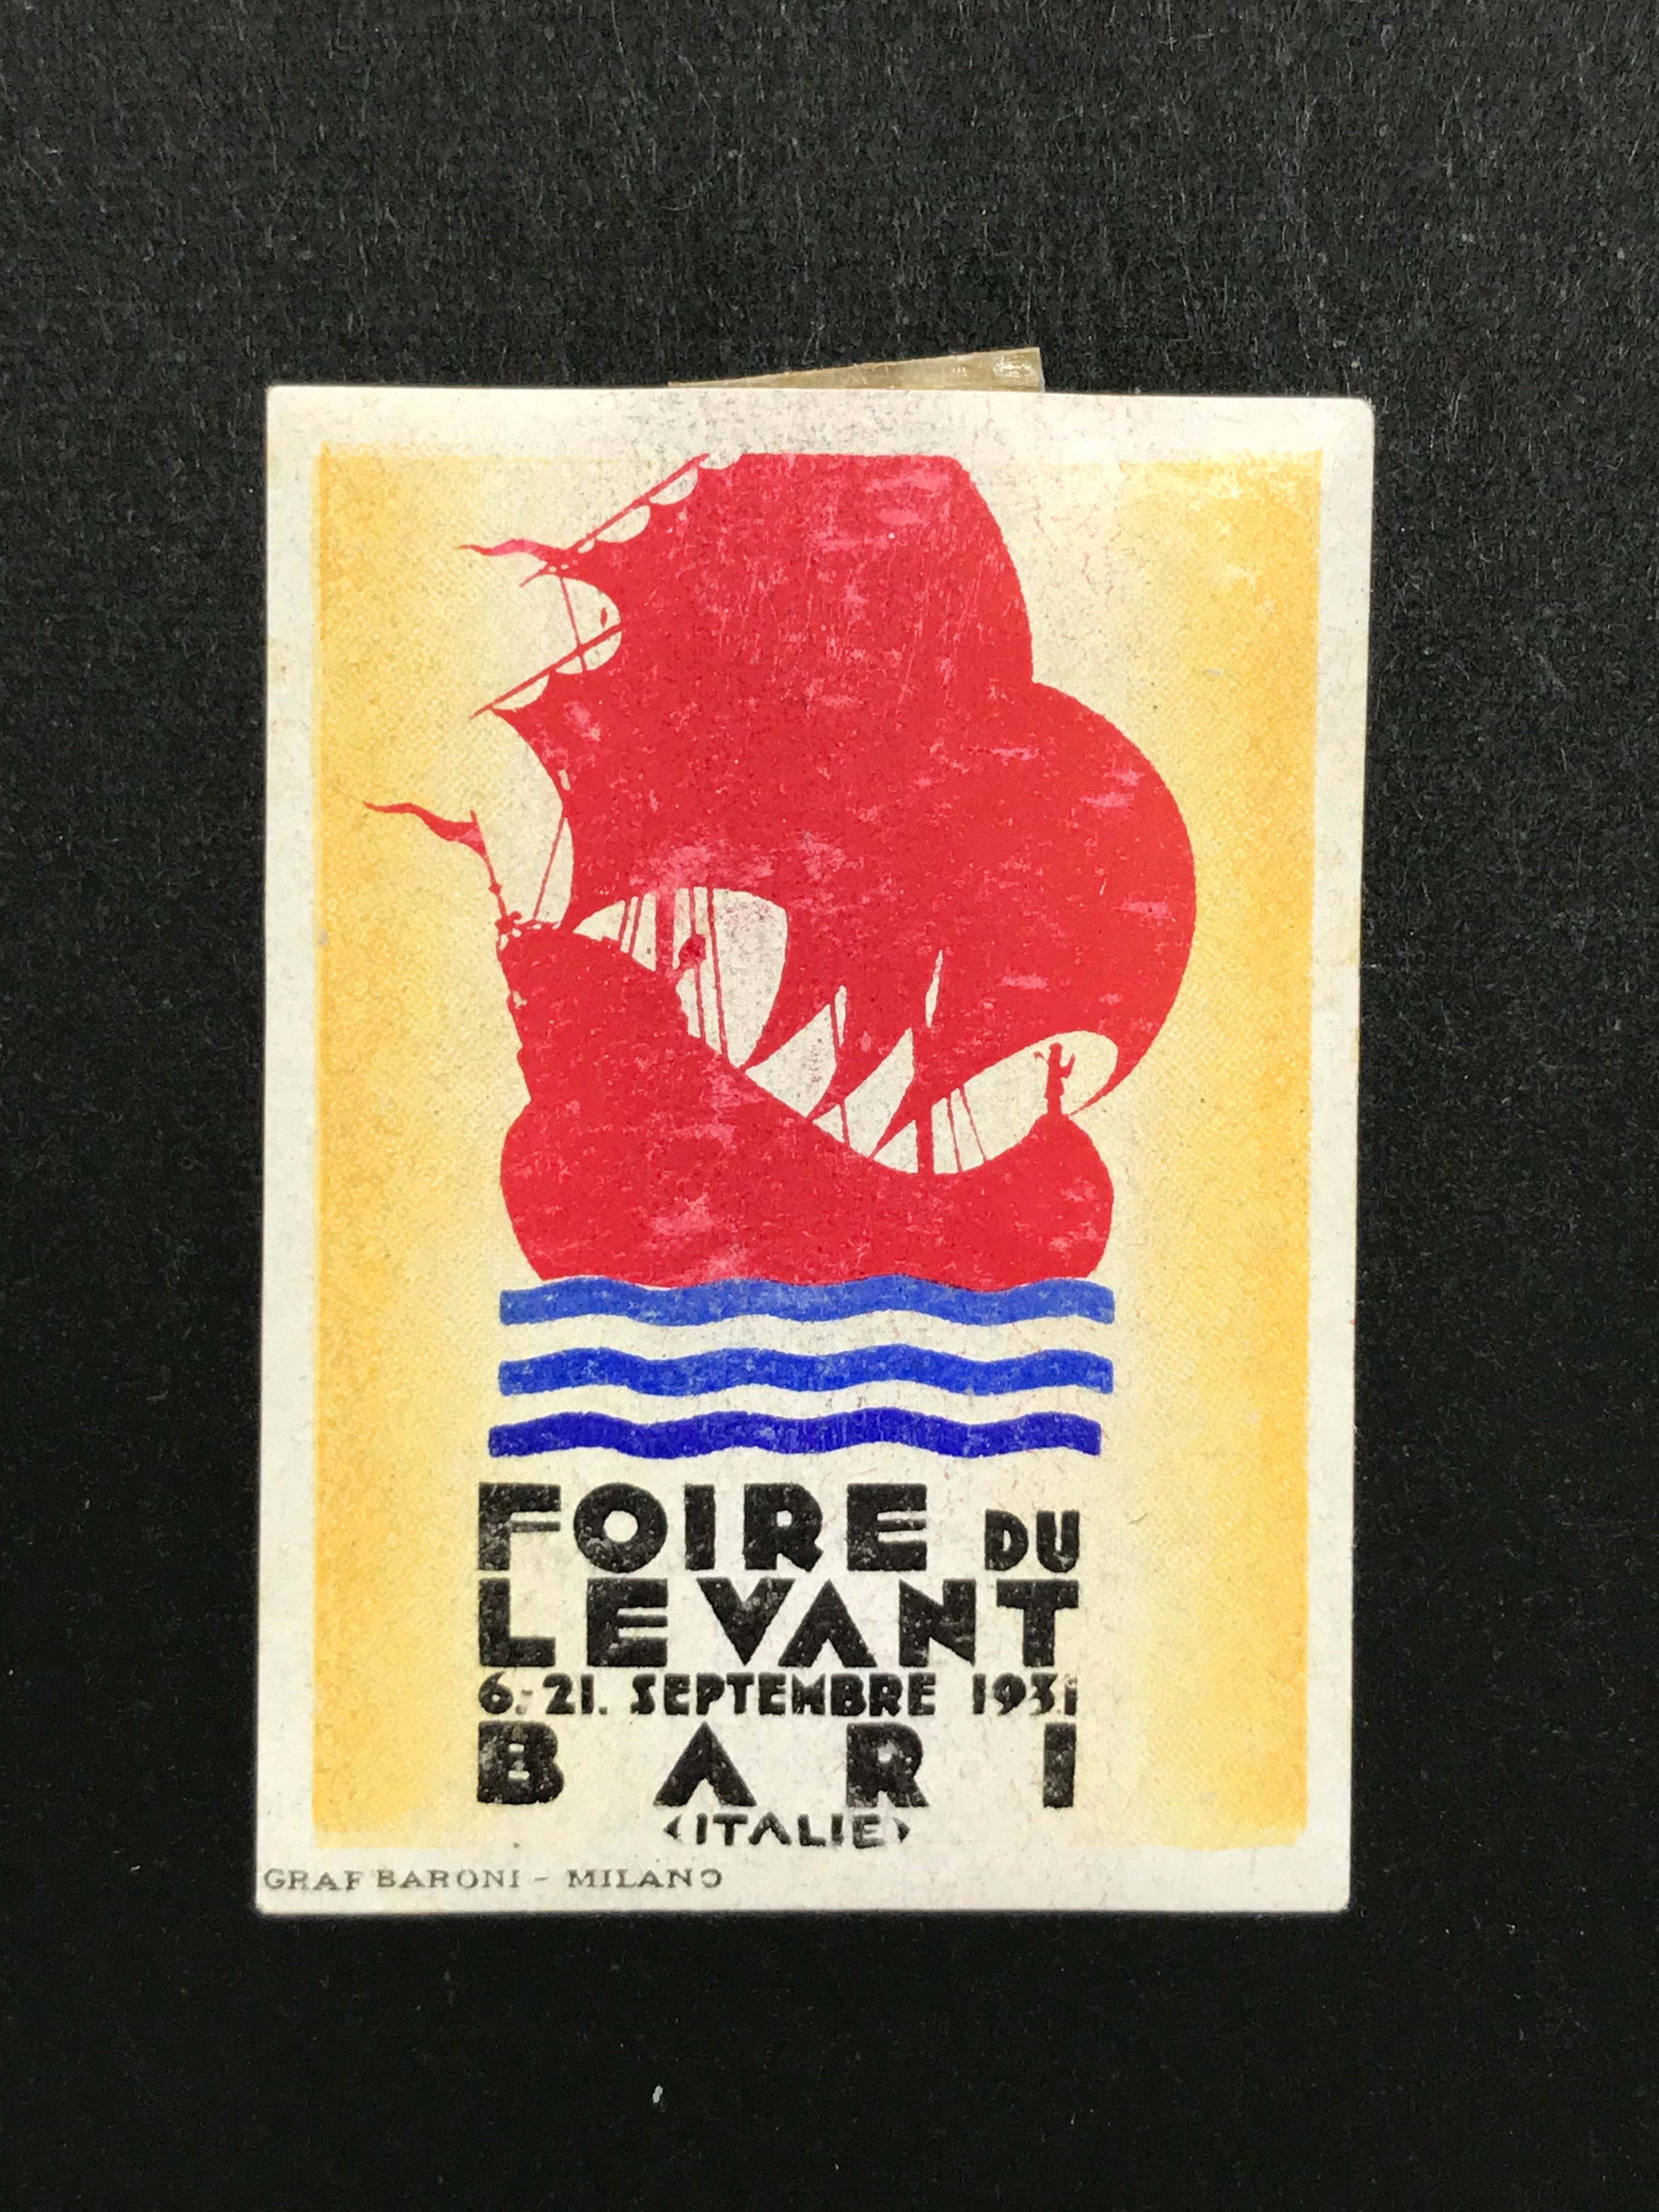 FOIRE DU
LEVANT
6.-21. SEPTEMBRE 1931
BARI
<ITALIE>
GRAF BARONI - MILANO